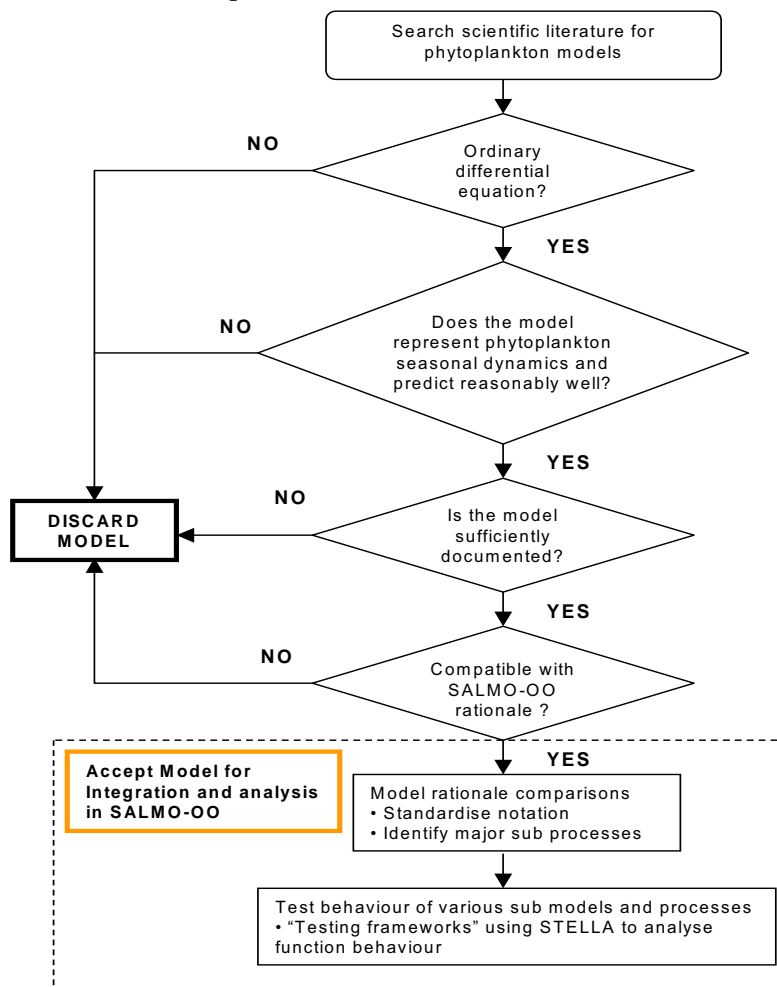 Search scientific literature for
phytoplankton models
NO
Ordinary
differential
equation?
YES
NO
Does the model
represent phytoplankton
seasonal dynamics and
predict reasonably well?
YES
NO
DISCARD
MODEL
Is the model
sufficiently
documented?
YES
NO
Compatible with
SALMO-OO
rationale ?
YES
Accept Model for
Integration and analysis
in SALMO-OO
Model rationale comparisons
• Standardise notation
• Identify major sub processes
Test behaviour of various sub models and processes
• “Testing frameworks” using STELLA to analyse
function behaviour